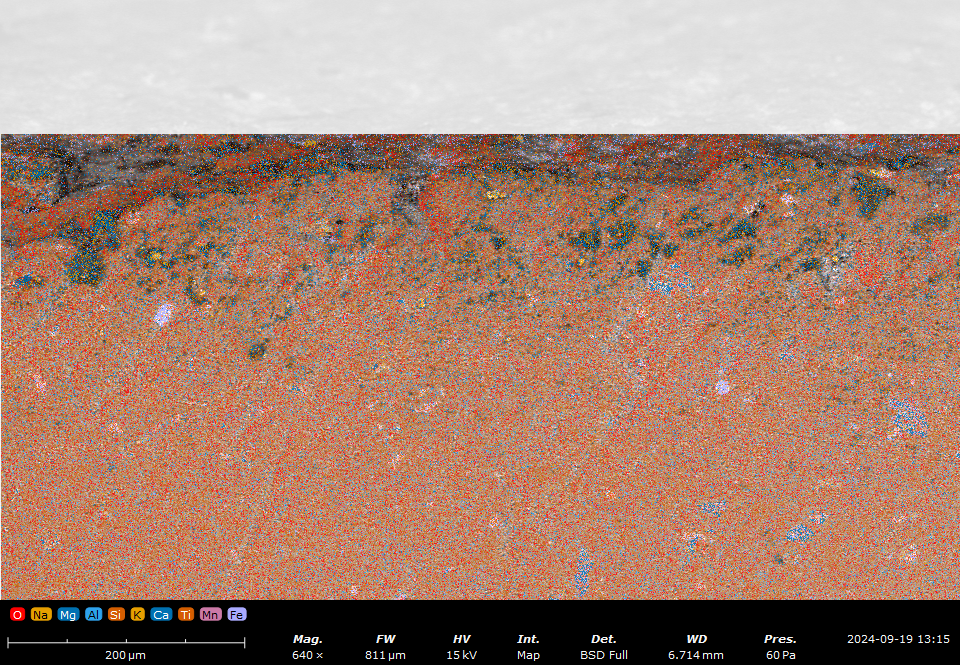 O Na Mg Al Si K Ca Ti Mn Fe
Mag. FW HV Int. Det. WD Pres. 2024-09-19 13:15
200 µm 640 × 811 µm 15 kV Map BSD Full 6.714 mm 60 Pa